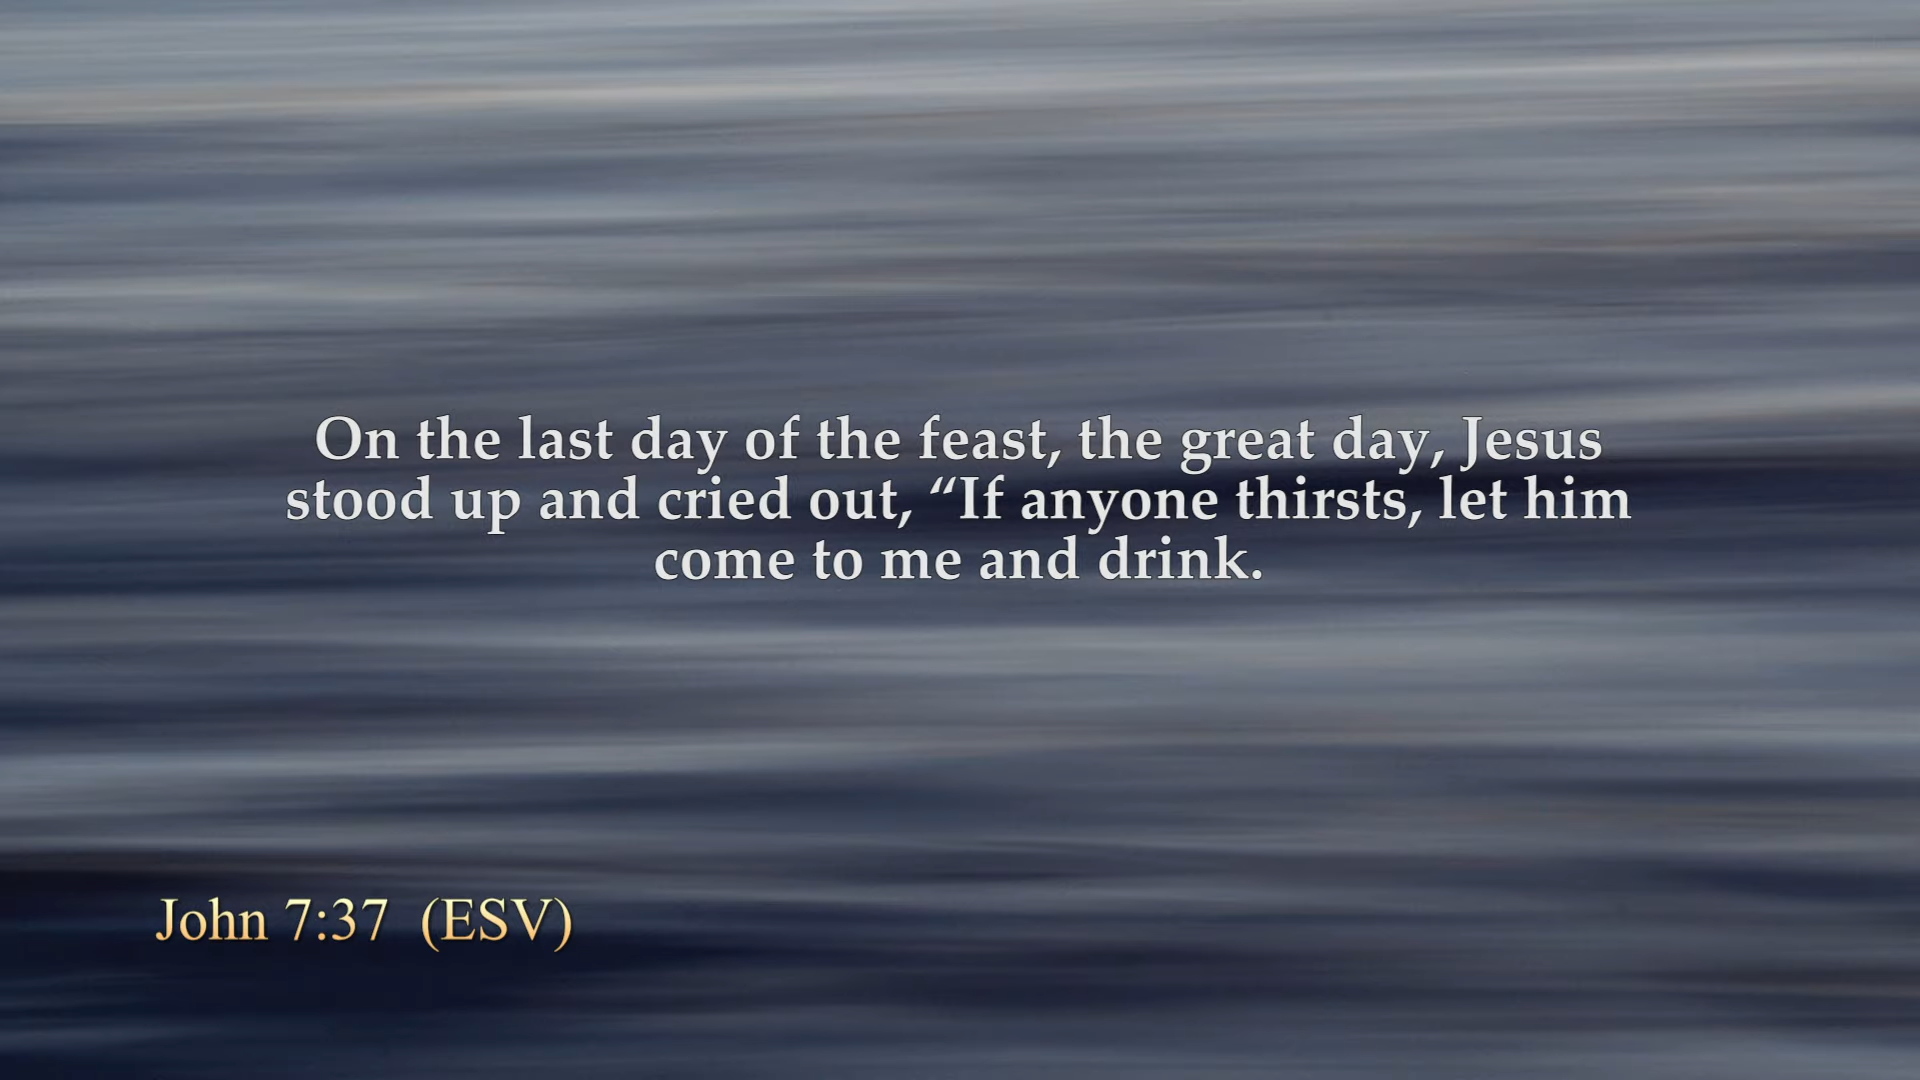 On the last day of the feast, the great day, Jesus
stood up and cried out, “If anyone thirsts, let him
come to me and drink.
John 7:37  (ESV)